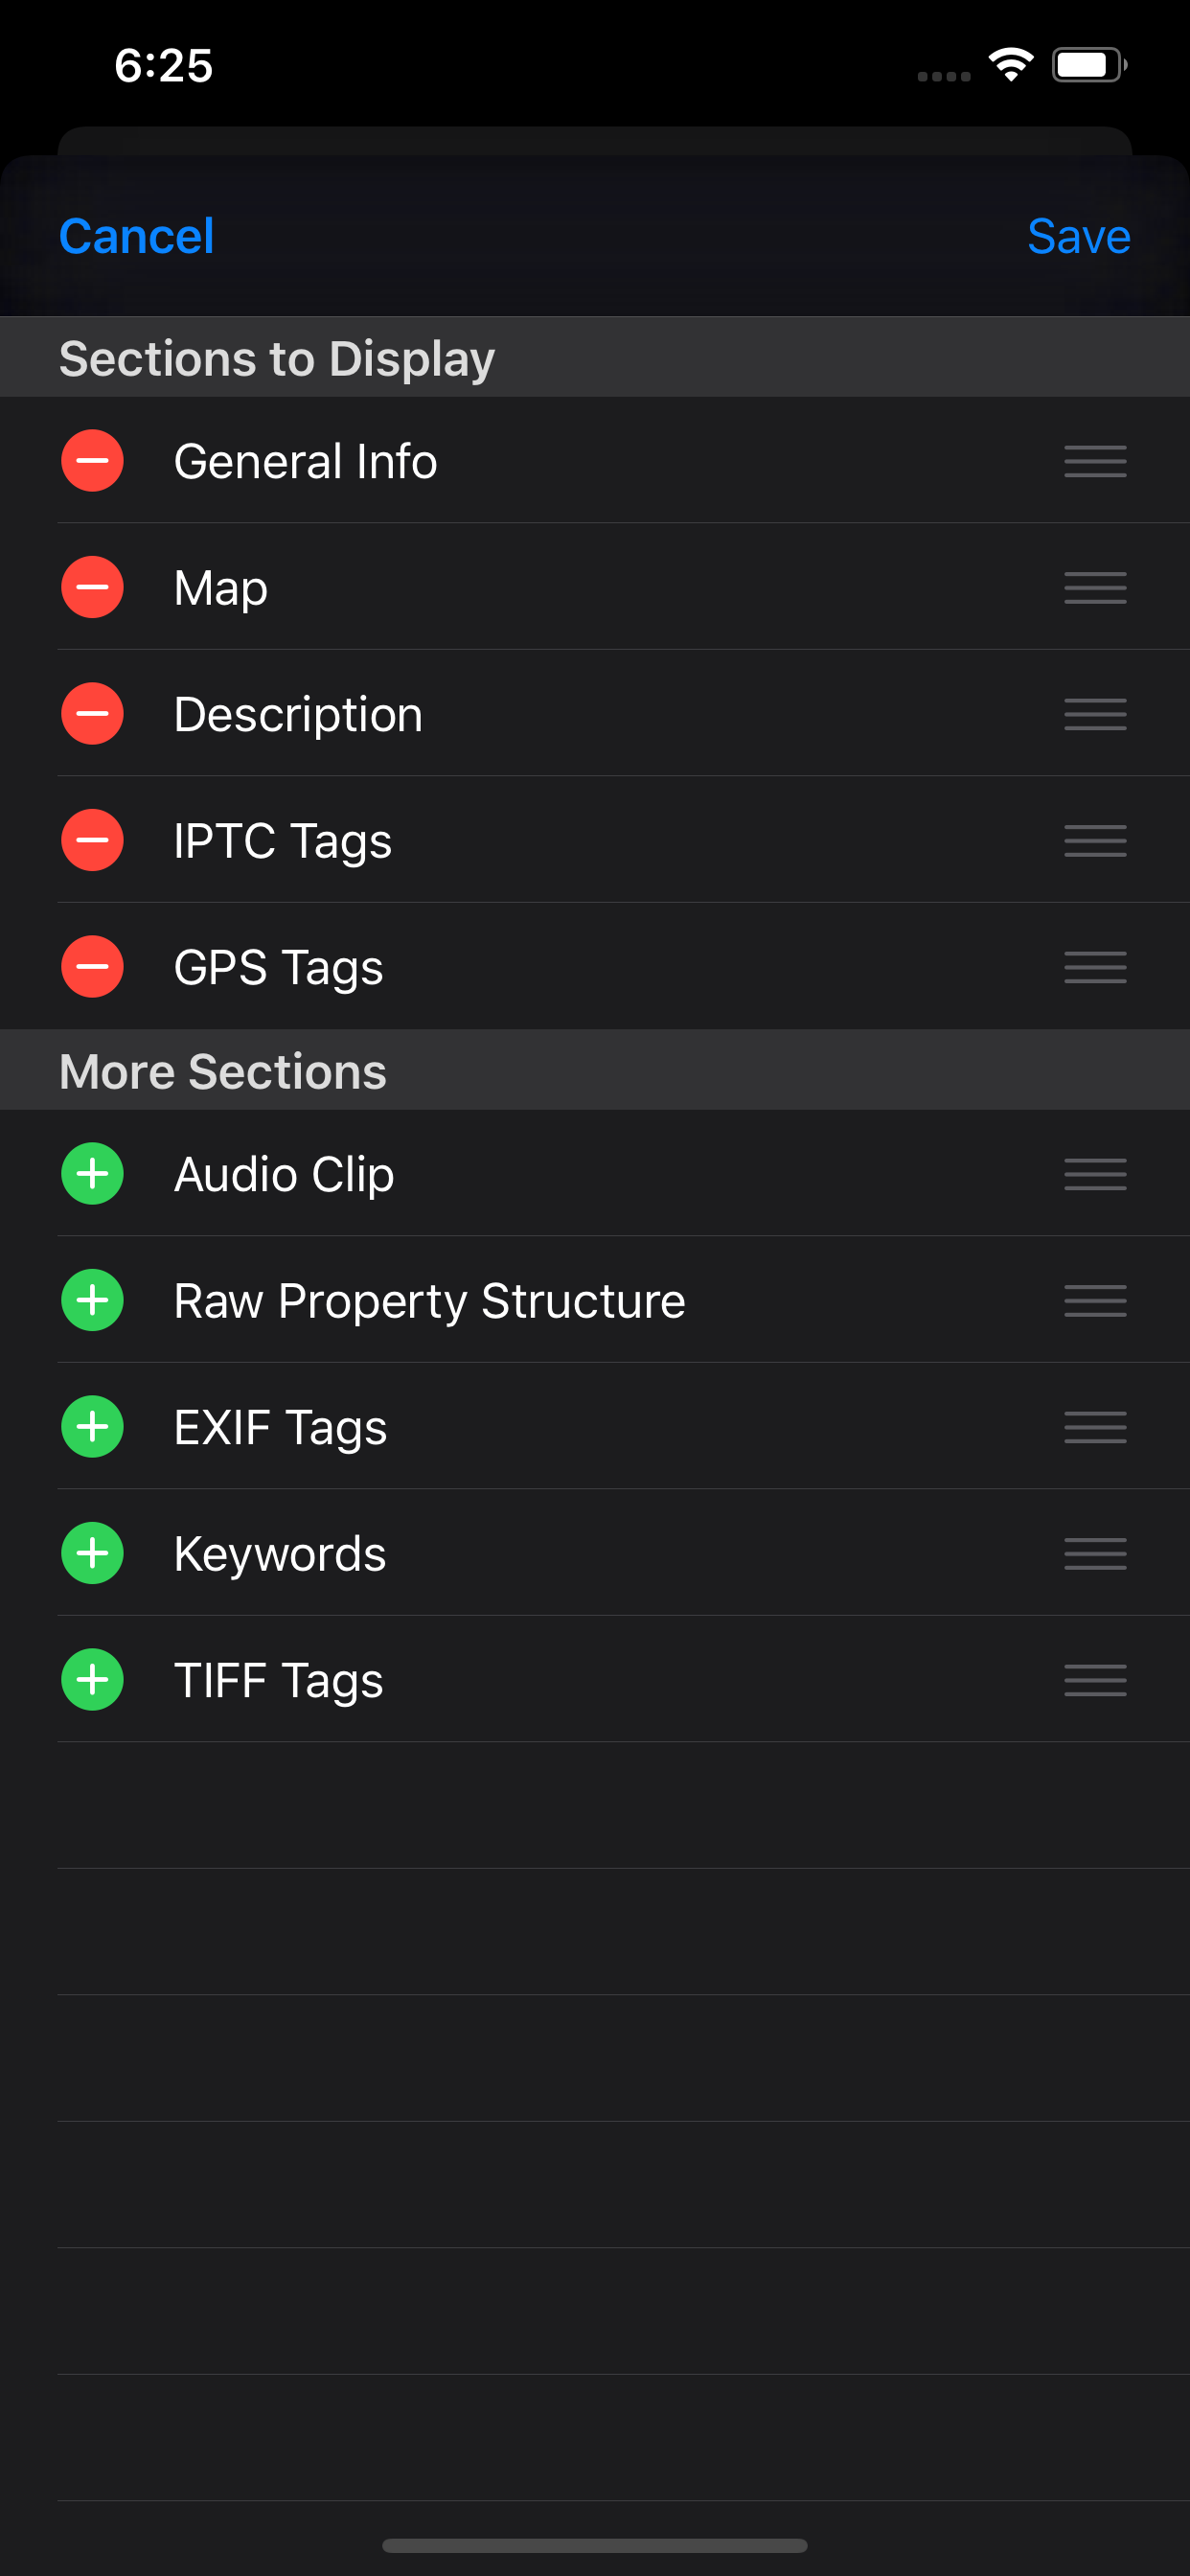 6:25
Cancel
Save
Sections to Display
General Info
Map
Description
IPTC Tags
GPS Tags
More Sections
Audio Clip
Raw Property Structure
EXIF Tags
Keywords
TIFF Tags